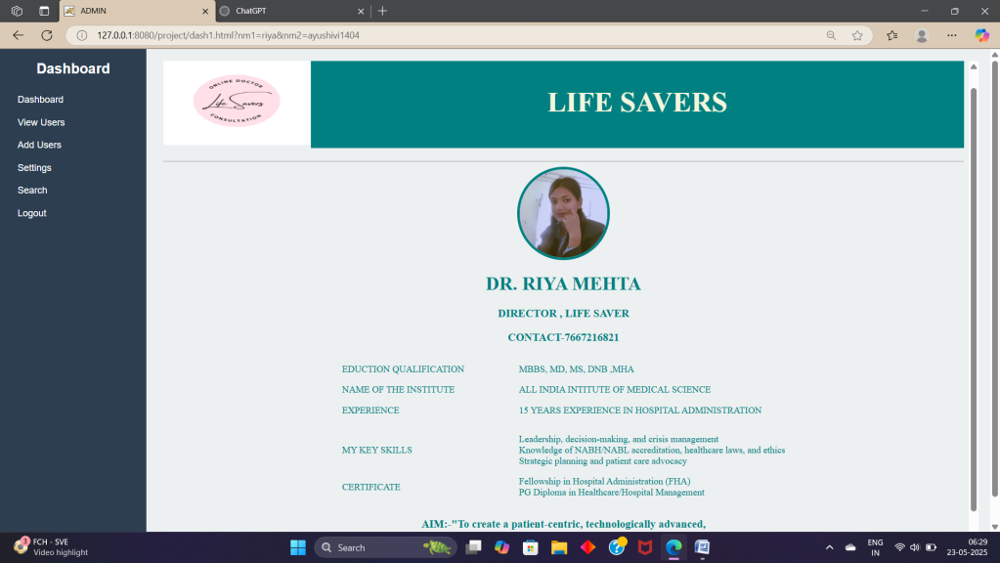 ADMIN
ChatGPT
127.0.0.1:8080/project/dash1.html?nm1=riya&nm2=ayushivi1404
Dashboard
Dashboard
View Users
Add Users
Settings
Search
Logout
ONLINE DOCTOR
Life Savers
CONSULTATION
LIFE SAVERS
DR. RIYA MEHTA
DIRECTOR , LIFE SAVER
CONTACT-7667216821
EDUCTION QUALIFICATION MBBS, MD, MS, DNB ,MHA
NAME OF THE INSTITUTE ALL INDIA INTITUTE OF MEDICAL SCIENCE
EXPERIENCE 15 YEARS EXPERIENCE IN HOSPITAL ADMINISTRATION
MY KEY SKILLS
Leadership, decision-making, and crisis management
Knowledge of NABH/NABL accreditation, healthcare laws, and ethics
Strategic planning and patient care advocacy
CERTIFICATE
Fellowship in Hospital Administration (FHA)
PG Diploma in Healthcare/Hospital Management
AIM:-"To create a patient-centric, technologically advanced,
3
FCH - SVE
Video highlight
Search
ENG
IN
06:29
23-05-2025